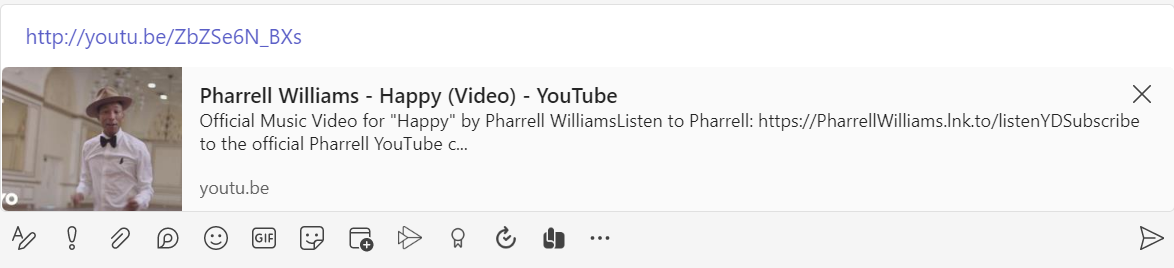 http://youtu.be/ZbZSe6N_BXs
Pharrell Williams - Happy (Video) - YouTube
Official Music Video for "Happy" by Pharrell WilliamsListen to Pharrell: https://PharrellWilliams.lnk.to/listenYDSubscribe
to the official Pharrell YouTube c...
youtu.be
vo
GIF